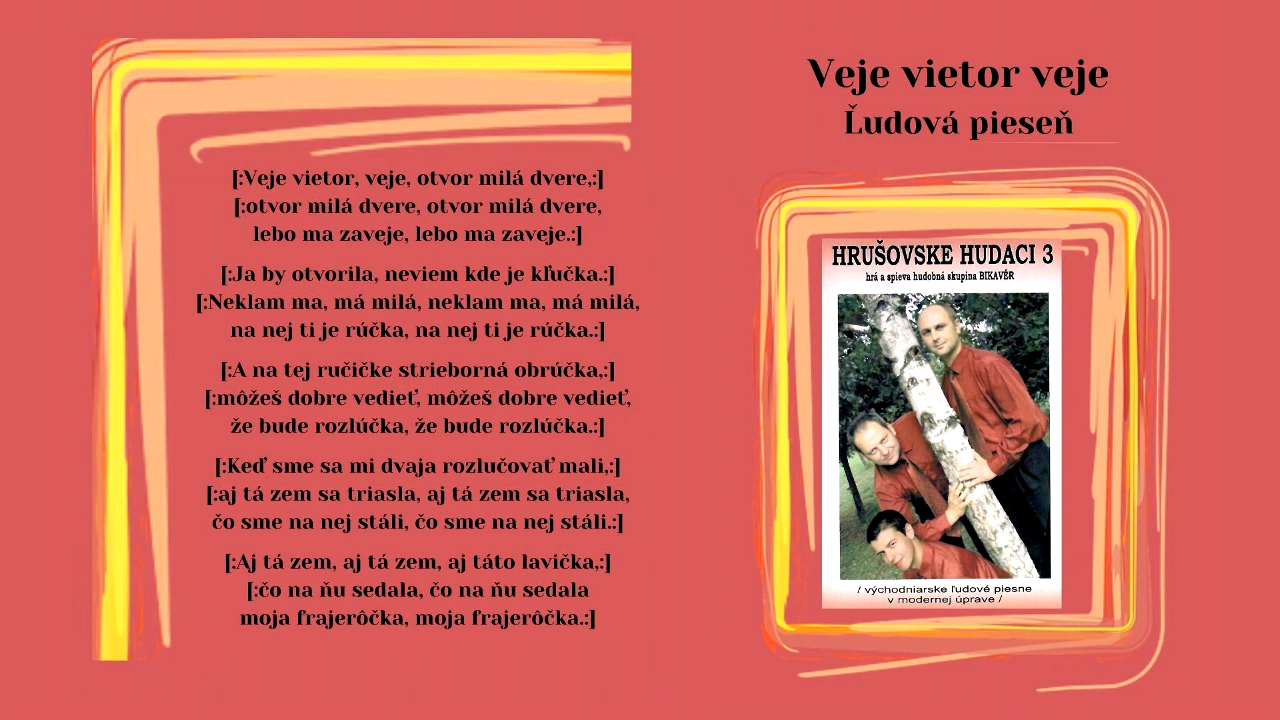 Veje vietor veje
Ľudová pieseň
[:Veje vietor, veje, otvor milá dvere,:]
[:otvor milá dvere, otvor milá dvere,
lebo ma zaveje, lebo ma zaveje.:]
[:Ja by otvorila, neviem kde je kľučka.:]
[:Neklam ma, má milá, neklam ma, má milá,
na nej ti je rúčka, na nej ti je rúčka.:]
[:A na tej ručičke strieborná obrúčka,:]
[:môžeš dobre vedieť, môžeš dobre vedieť,
že bude rozlúčka, že bude rozlúčka.:]
[:Keď sme sa mi dvaja rozlučovať mali,:]
[:aj tá zem sa triasla, aj tá zem sa triasla,
čo sme na nej stáli, čo sme na nej stáli.:]
[:Aj tá zem, aj tá zem, aj táto lavička,:]
[:čo na ňu sedala, čo na ňu sedala
moja frajerôčka, moja frajerôčka.:]
HRUŠOVSKE HUDACI 3
hrá a spieva hudobná skupina BIKAVÉR
/ východniarske ľudové piesne
v modernej úprave /